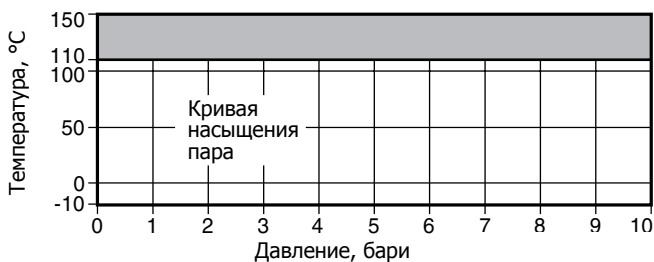 150
110
100
50
0
-10
Температура, °C
Кривая
насыщения
пара
0 1 2 3 4 5 6 7 8 9 10
Давление, бари